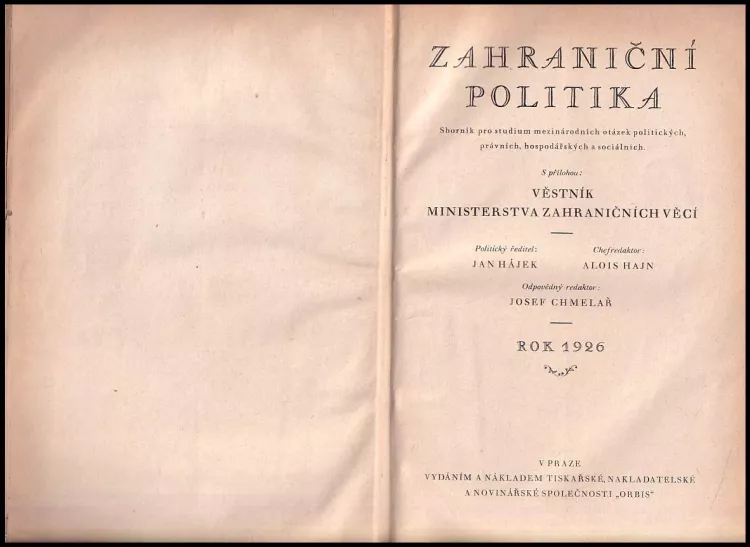 ZAHRANIČNÍ
POLITIKA
Sborník pro studium mezinárodních otázek politických,
právních, hospodářských a sociálních.
S přílohou:
VĚSTNÍK
MINISTERSTVA ZAHRANIČNÍCH VĚCÍ
Politický ředitel: Chefredaktor:
JAN HÁJEK ALOIS HAJN
Odpovědný redaktor:
JOSEF CHMELAŘ
ROK 1926
V PRAZE
VYDÁNÍM A NÁKLADEM TISKAŘSKÉ, NAKLADATELSKÉ
A NOVINÁŘSKÉ SPOLEČNOSTI „ORBIS“